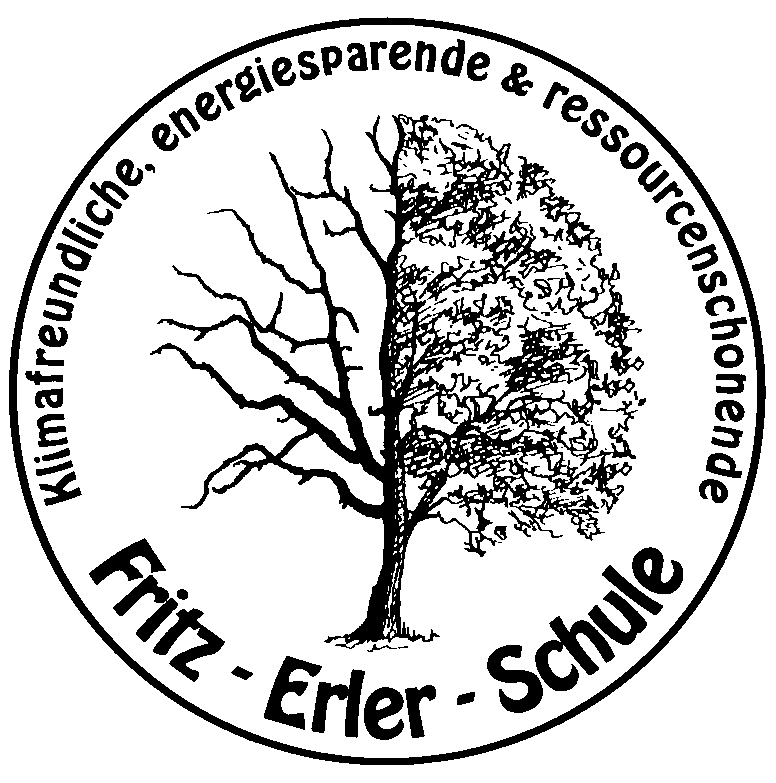 Klimafreundliche, energiesparende & ressourcenschonende
Fritz - Erler - Schule